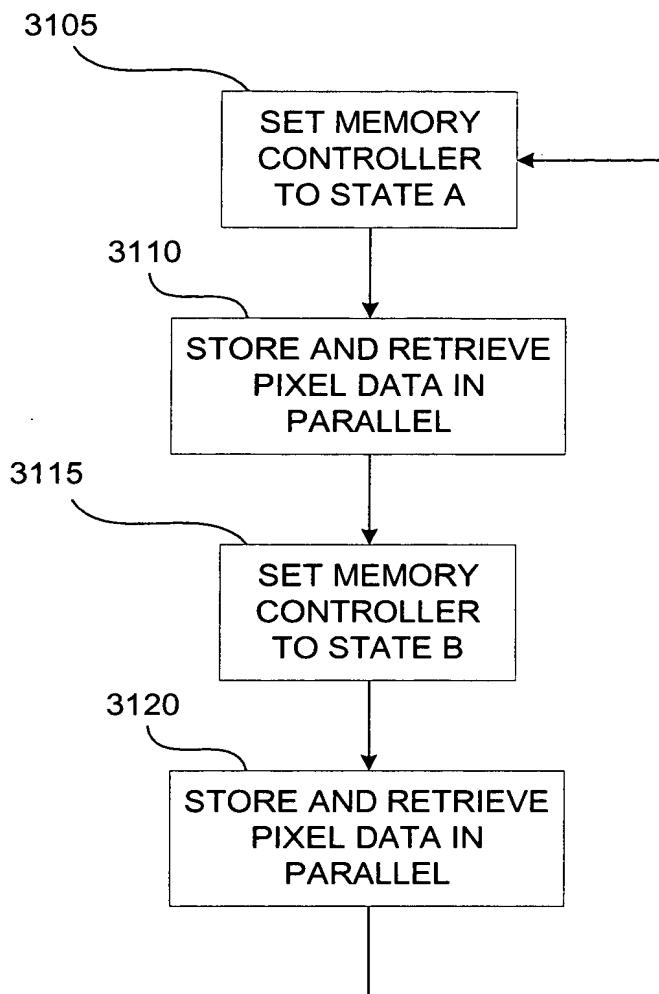 3105
SET MEMORY
CONTROLLER
TO STATE A
3110
STORE AND RETRIEVE
PIXEL DATA IN
PARALLEL
3115
SET MEMORY
CONTROLLER
TO STATE B
3120
STORE AND RETRIEVE
PIXEL DATA IN
PARALLEL